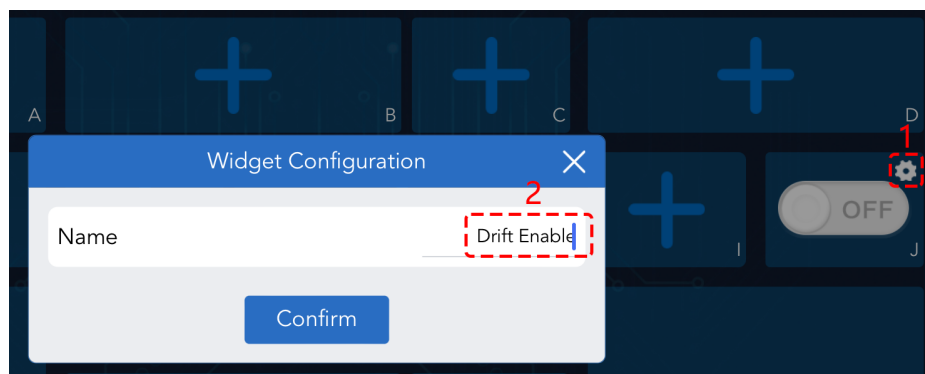 A
B
C
D
1
Widget Configuration
2
OFF
Name
Drift Enable
I
J
Confirm